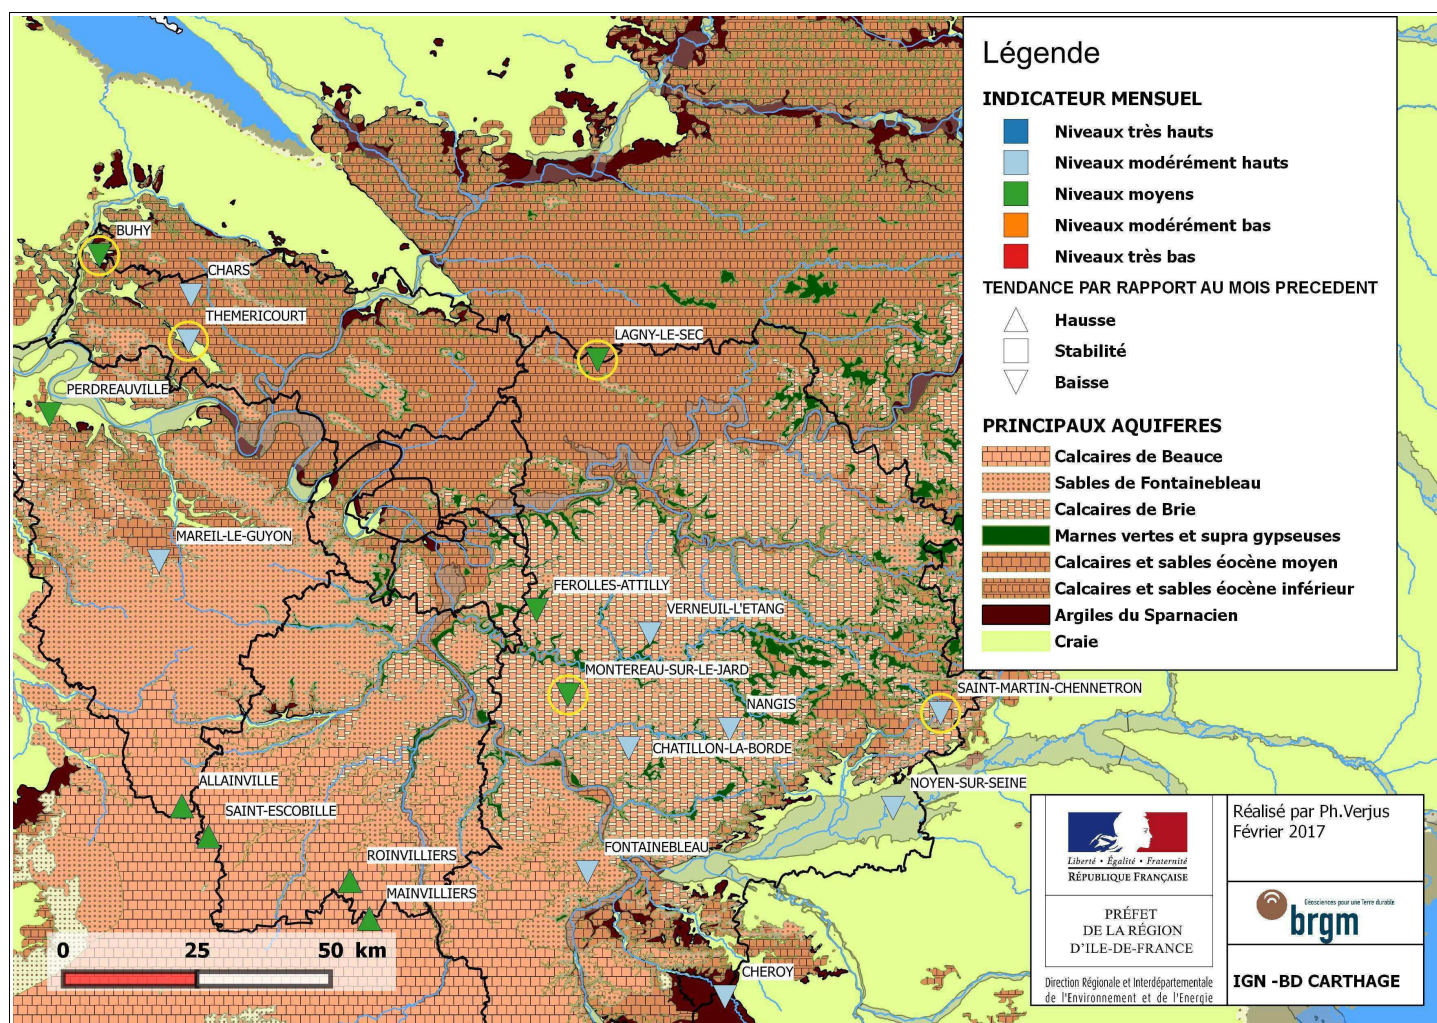 Légende
INDICATEUR MENSUEL
Niveaux très hauts
Niveaux modérément hauts
Niveaux moyens
Niveaux modérément bas
Niveaux très bas
TENDANCE PAR RAPPORT AU MOIS PRECEDENT
Hausse
Stabilité
Baisse
PRINCIPAUX AQUIFERES
Calcaires de Beauce
Sables de Fontainebleau
Calcaires de Brie
Marnes vertes et supra gypseuses
Calcaires et sables éocène moyen
Calcaires et sables éocène inférieur
Argiles du Sparnacien
Craie
BUHY
CHARS
THEMERICOURT
LAGNY-LE-SEC
PERDREAUVILLE
MAREIL-LE-GUYON
FEROLLES-ATTILLY
VERNEUIL-L'ETANG
MONTEREAU-SUR-LE-JARD
SAINT-MARTIN-CHENNETRON
NANGIS
CHATILLON-LA-BORDE
ALLAINVILLE
NOYEN-SUR-SEINE
SAINT-ESCOBILLE
ROINVILLIERS
FONTAINEBLEAU
MAINVILLIERS
CHEROY
0 25 50 km
Liberté • Égalité • Fraternité
RÉPUBLIQUE FRANÇAISE
PRÉFET
DE LA RÉGION
D'ILE-DE-FRANCE
Direction Régionale et Interdépartementale
de l'Environnement et de l'Energie
Réalisé par Ph.Verjus
Février 2017
Géosciences pour une Terre durable
brgm
IGN -BD CARTHAGE